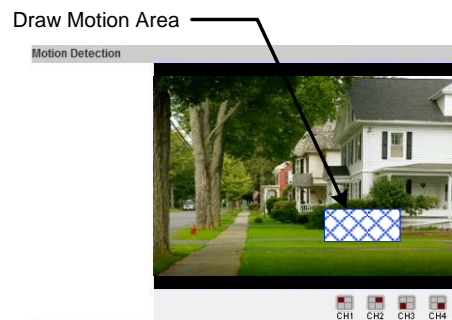 Draw Motion Area
Motion Detection
CH1 CH2 CH3 CH4